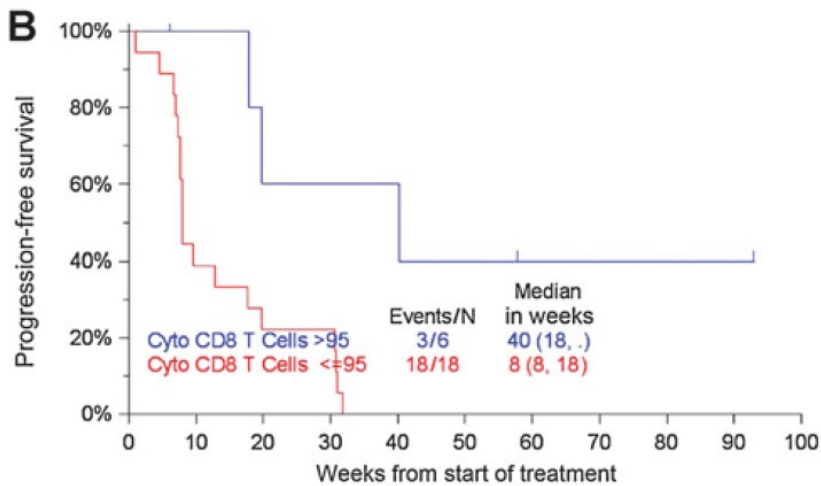 B
Progression-free survival
100%
80%
60%
40%
20%
0%
Median
Events/N in weeks
Cyto CD8 T Cells >95 3/6 40 (18, .)
Cyto CD8 T Cells <=95 18/18 8 (8, 18)
0 10 20 30 40 50 60 70 80 90 100
Weeks from start of treatment